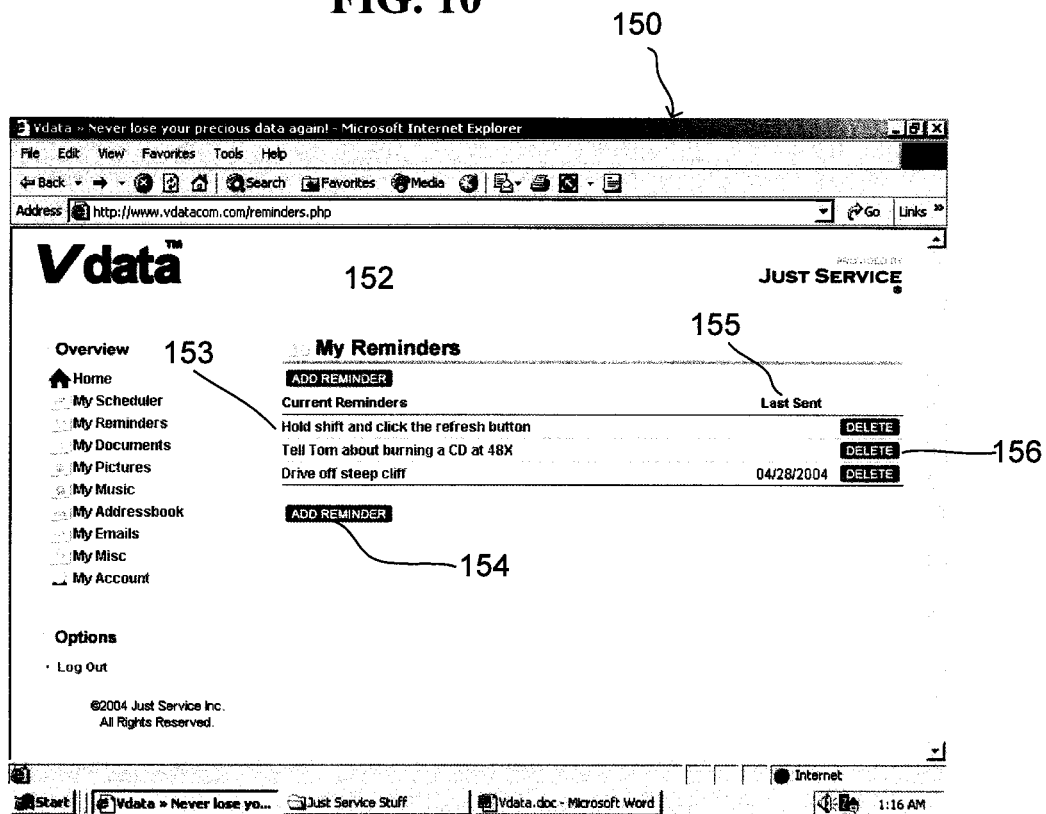 FIG. 10
150
Vdata » Never lose your precious data again! - Microsoft Internet Explorer
File Edit View Favorites Tools Help
Back Search Favorites Media
Address http://www.vdatacom.com/reminders.php Go Links »
Vdata™
152
PROVIDED BY
JUST SERVICE
155
Overview
153
My Reminders
Home
ADD REMINDER
My Scheduler
Current Reminders Last Sent
My Reminders
Hold shift and click the refresh button DELETE
My Documents
Tell Tom about burning a CD at 48X DELETE
156
My Pictures
Drive off steep cliff 04/28/2004 DELETE
My Music
My Addressbook
ADD REMINDER
My Emails
My Misc
154
My Account
Options
· Log Out
©2004 Just Service Inc.
All Rights Reserved.
Internet
Start Vdata » Never lose yo... Just Service Stuff Vdata.doc - Microsoft Word 1:16 AM